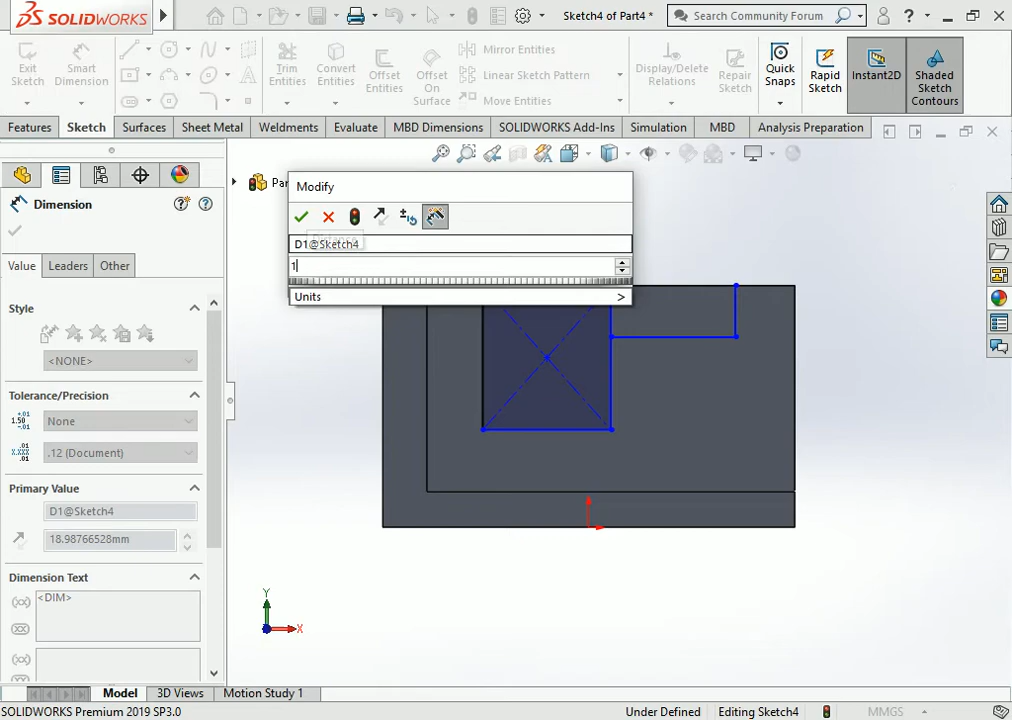 SOLIDWORKS
Sketch4 of Part4 *
Search Community Forum
?
Exit Sketch
Smart Dimension
Trim Entities
Convert Entities
Offset Entities
Offset On Surface
Mirror Entities
Linear Sketch Pattern
Move Entities
Display/Delete Relations
Repair Sketch
Quick Snaps
Rapid Sketch
Instant2D
Shaded Sketch Contours
Features
Sketch
Surfaces
Sheet Metal
Weldments
Evaluate
MBD Dimensions
SOLIDWORKS Add-Ins
Simulation
MBD
Analysis Preparation
Dimension
Value
Leaders
Other
Style
<NONE>
Tolerance/Precision
None
.12 (Document)
Primary Value
D1@Sketch4
18.98766528mm
Dimension Text
<DIM>
Par
Modify
D1@Sketch4
1
Units
>
Y
X
Model
3D Views
Motion Study 1
SOLIDWORKS Premium 2019 SP3.0
Under Defined
Editing Sketch4
MMGS